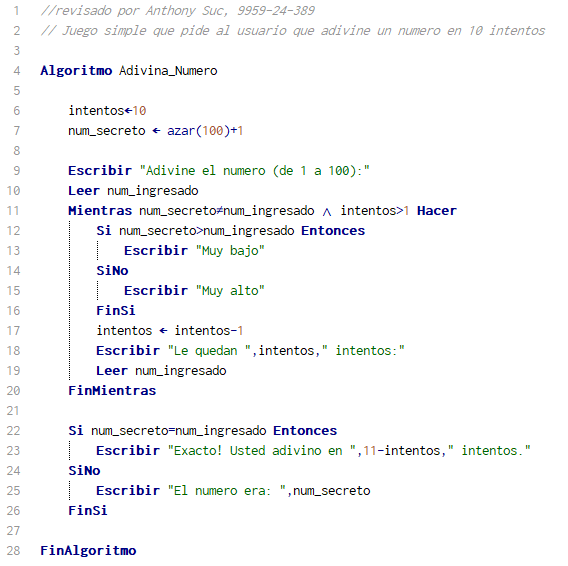 1 //revisado por Anthony Suc, 9959-24-389
2 // Juego simple que pide al usuario que adivine un numero en 10 intentos
3
4 Algoritmo Adivina_Numero
5
6 intentos←10
7 num_secreto ← azar(100)+1
8
9 Escribir "Adivine el numero (de 1 a 100):"
10 Leer num_ingresado
11 Mientras num_secreto≠num_ingresado ∧ intentos>1 Hacer
12 Si num_secreto>num_ingresado Entonces
13 Escribir "Muy bajo"
14 SiNo
15 Escribir "Muy alto"
16 FinSi
17 intentos ← intentos-1
18 Escribir "Le quedan ",intentos," intentos:"
19 Leer num_ingresado
20 FinMientras
21
22 Si num_secreto=num_ingresado Entonces
23 Escribir "Exacto! Usted adivino en ",11-intentos," intentos."
24 SiNo
25 Escribir "El numero era: ",num_secreto
26 FinSi
27
28 FinAlgoritmo